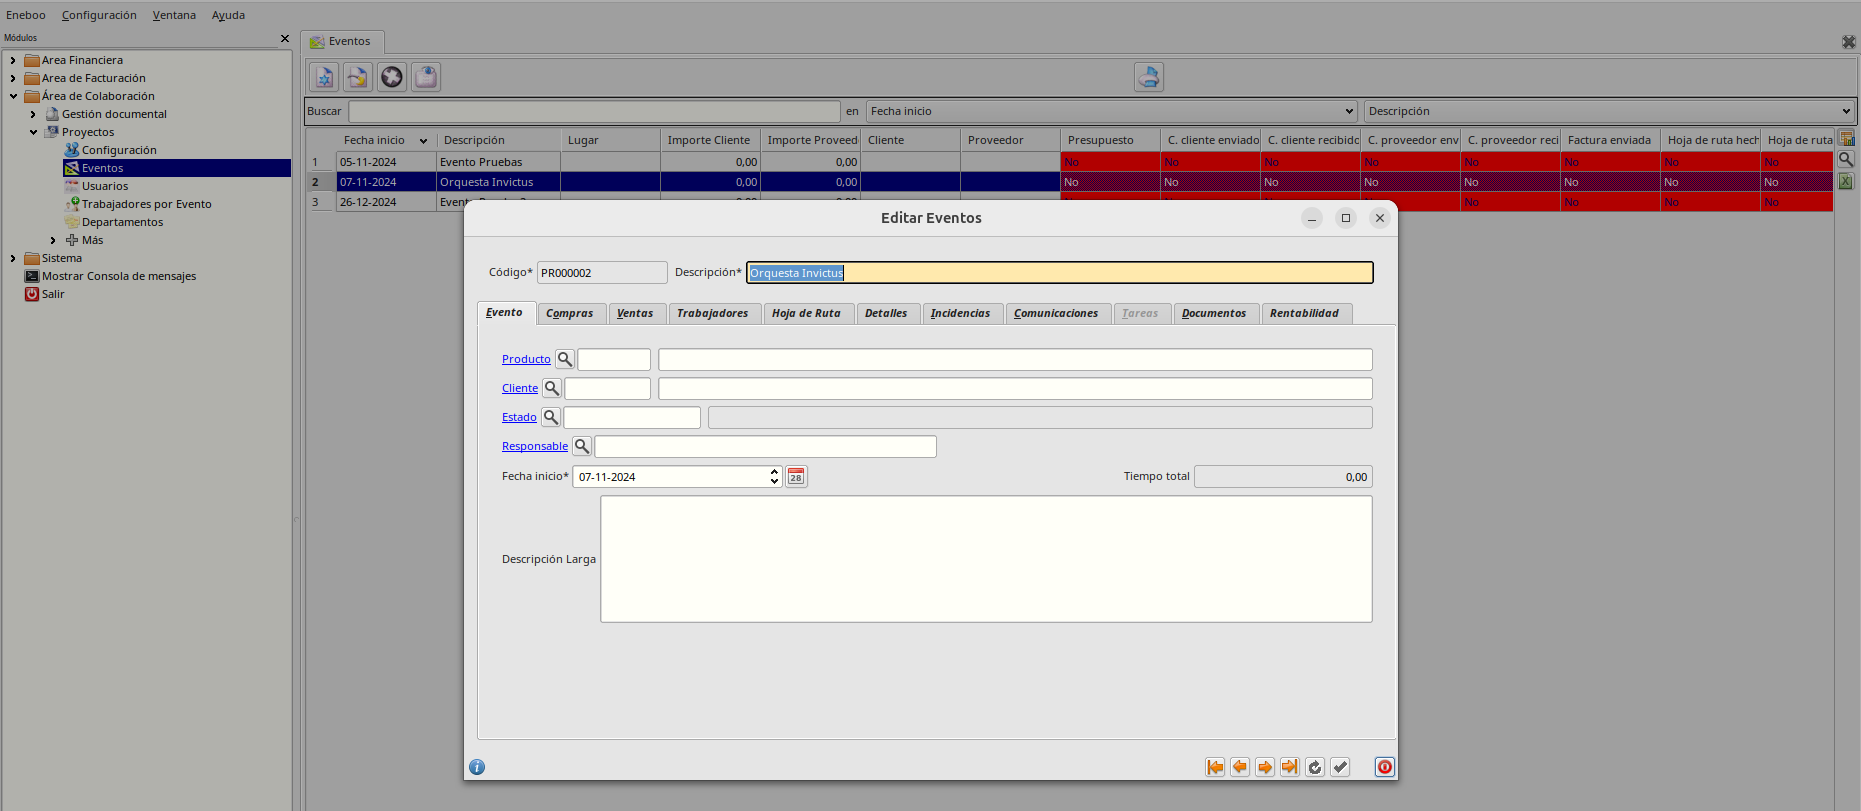 Eneboo Configuración Ventana Ayuda
Módulos
Area Financiera
Area de Facturación
Área de Colaboración
Gestión documental
Proyectos
Configuración
Eventos
Usuarios
Trabajadores por Evento
Departamentos
Más
Sistema
Mostrar Consola de mensajes
Salir
Eventos
Buscar en Fecha inicio Descripción
Fecha inicio Descripción Lugar Importe Cliente Importe Proveed Cliente Proveedor Presupuesto C. cliente enviado C. cliente recibido C. proveedor env C. proveedor reci Factura enviada Hoja de ruta hech Hoja de ruta
1 05-11-2024 Evento Pruebas 0,00 0,00 No No No No No No No No
2 07-11-2024 Orquesta Invictus 0,00 0,00 No No No No No No No No
3 26-12-2024 No No No No
Editar Eventos
Código* PR000002 Descripción* Orquesta Invictus
Evento Compras Ventas Trabajadores Hoja de Ruta Detalles Incidencias Comunicaciones Tareas Documentos Rentabilidad
Producto
Cliente
Estado
Responsable
Fecha inicio* 07-11-2024 28 Tiempo total 0,00
Descripción Larga